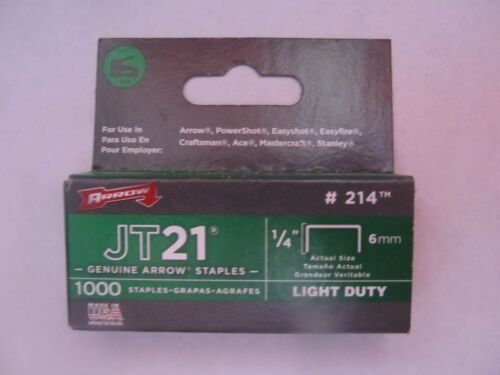 For Use In
Para Uso En
Pour Employer:
Arrow®, PowerShot®, Easyshot®, Easyfire®,
Craftsman®, Ace®, Mastercraft®, Stanley®
ARROW
# 214™
JT21®
GENUINE ARROW® STAPLES
1000 STAPLES•GRAPAS•AGRAFES
1/4" 6mm
Actual Size
Tamaño Actual
Grandeur Veritable
LIGHT DUTY
MADE IN
USA